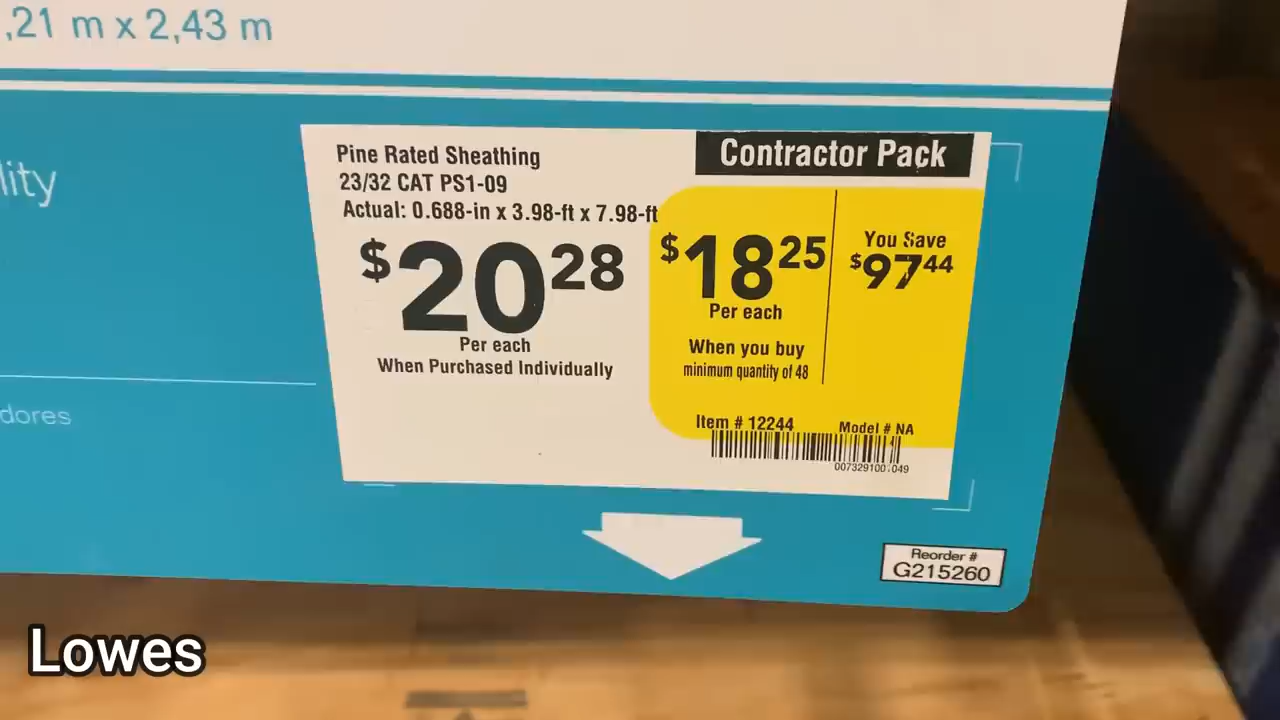 ,21 m x 2,43 m
lity
dores
Pine Rated Sheathing
23/32 CAT PS1-09
Actual: 0.688-in x 3.98-ft x 7.98-ft
$20 28
Per each
When Purchased Individually
Contractor Pack
$18 25
Per each
When you buy
minimum quantity of 48
You Save
$97 44
Item # 12244
Model # NA
Reorder #
G215260
Lowes